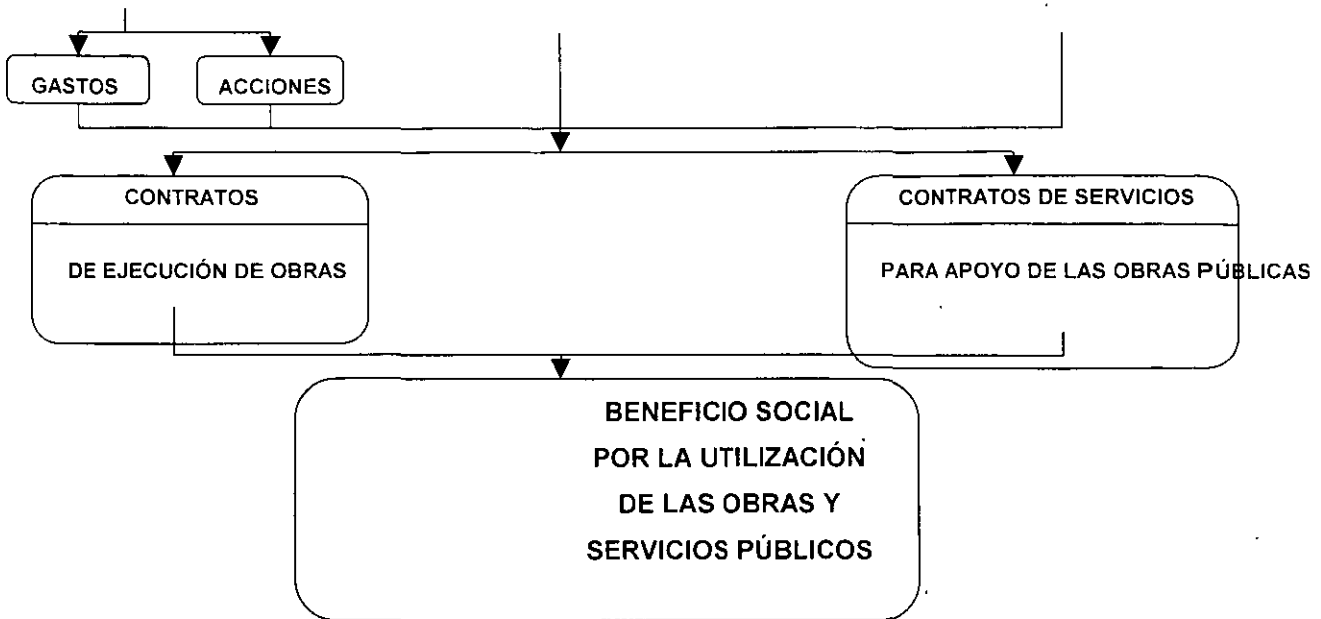 GASTOS
ACCIONES
CONTRATOS
DE EJECUCIÓN DE OBRAS
CONTRATOS DE SERVICIOS
PARA APOYO DE LAS OBRAS PÚBLICAS
BENEFICIO SOCIAL
POR LA UTILIZACIÓN
DE LAS OBRAS Y
SERVICIOS PÚBLICOS